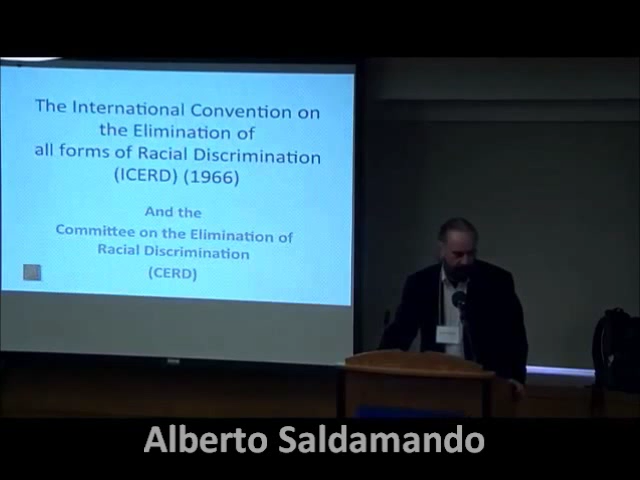 The International Convention on
the Elimination of
all forms of Racial Discrimination
(ICERD) (1966)
And the
Committee on the Elimination of
Racial Discrimination
(CERD)
Alberto Saldamando